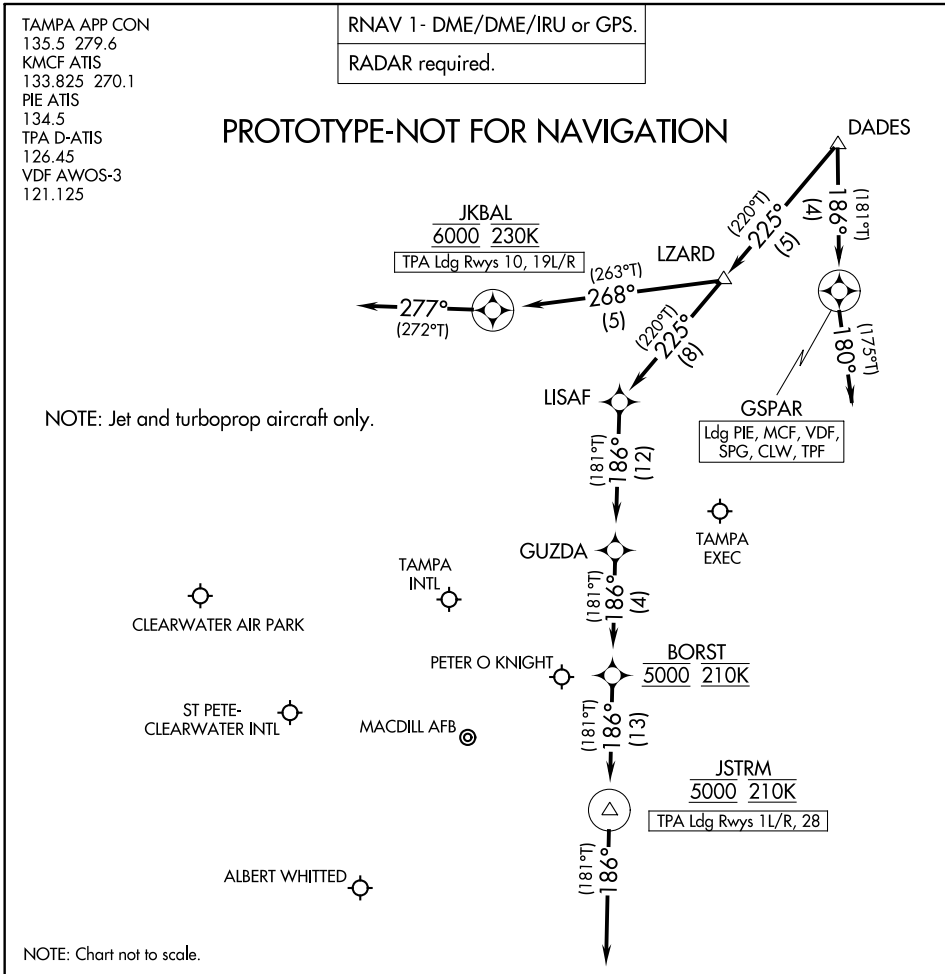 TAMPA APP CON
135.5 279.6
KMCF ATIS
133.825 270.1
PIE ATIS
134.5
TPA D-ATIS
126.45
VDF AWOS-3
121.125
RNAV 1- DME/DME/IRU or GPS.
RADAR required.
PROTOTYPE-NOT FOR NAVIGATION
DADES
(220°T)
225°
(5)
(181°T)
186°
(4)
JKBAL
6000 230K
TPA Ldg Rwys 10, 19L/R
LZARD
(263°T)
268°
(5)
277°
(272°T)
(220°T)
225°
(8)
(175°T)
180°
GSPAR
Ldg PIE, MCF, VDF,
SPG, CLW, TPF
LISAF
NOTE: Jet and turboprop aircraft only.
(181°T)
186°
(12)
TAMPA
EXEC
GUZDA
TAMPA
INTL
(181°T)
186°
(4)
CLEARWATER AIR PARK
PETER O KNIGHT
BORST
5000 210K
ST PETE-
CLEARWATER INTL
MACDILL AFB
(181°T)
186°
(13)
JSTRM
5000 210K
TPA Ldg Rwys 1L/R, 28
(181°T)
186°
ALBERT WHITTED
NOTE: Chart not to scale.